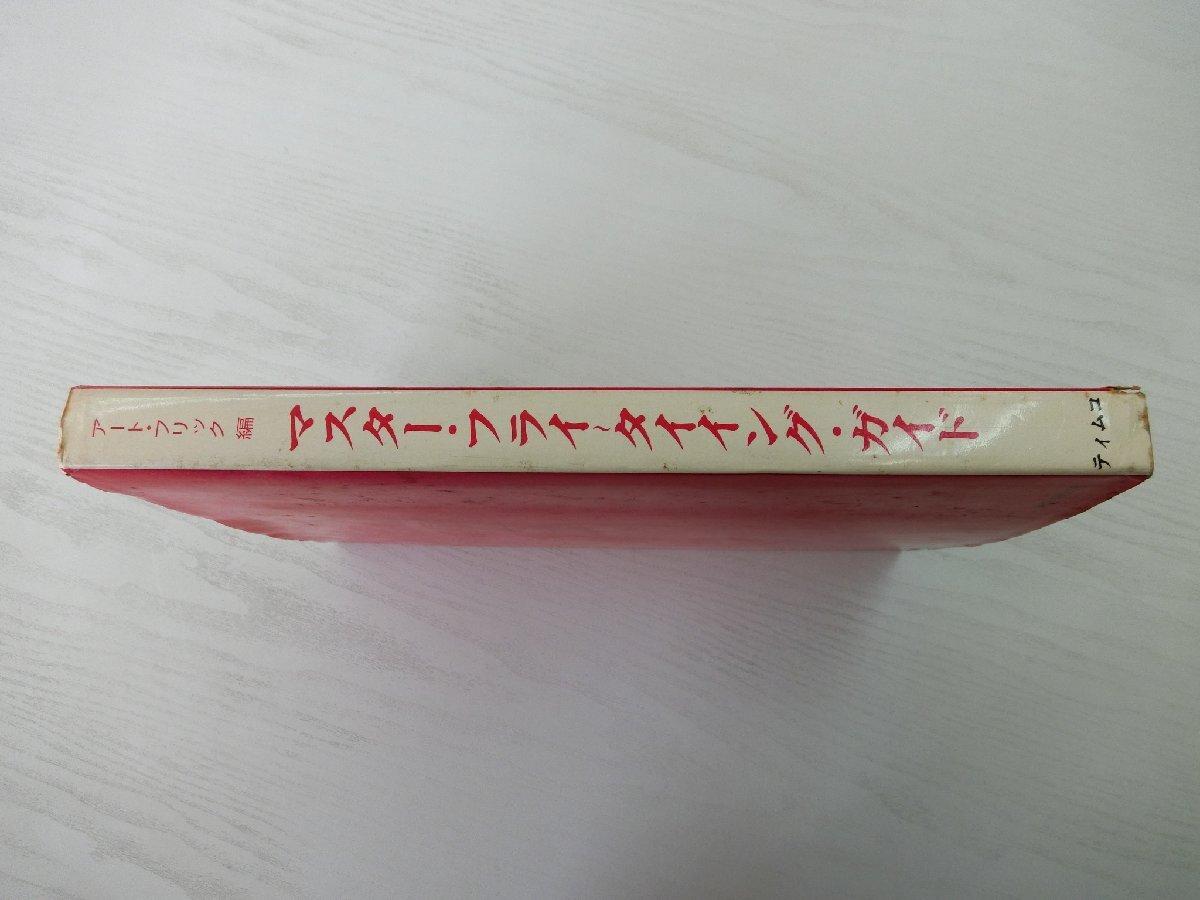 アート・フリック 編
マスター・フライ〜タイイング・ガイド
ティムコ